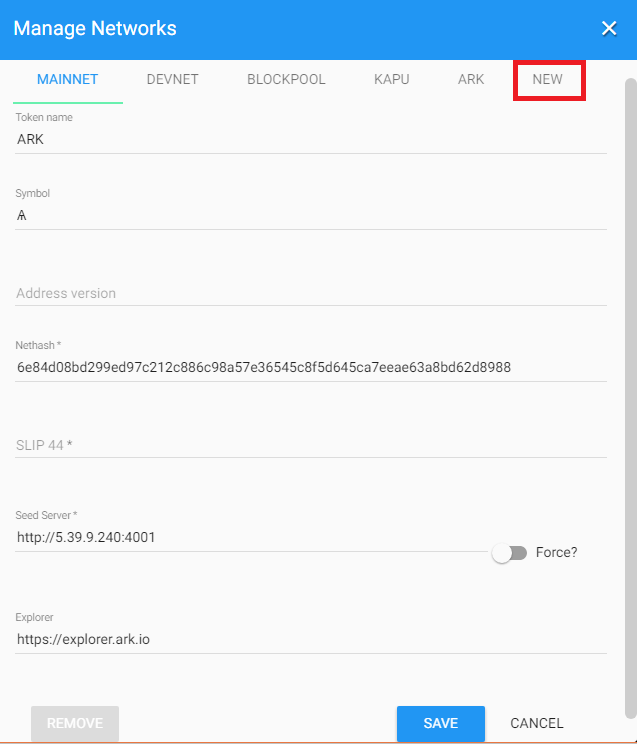 Manage Networks
MAINNET DEVNET BLOCKPOOL KAPU ARK NEW
Token name
ARK
Symbol
Ѧ
Address version
Nethash *
6e84d08bd299ed97c212c886c98a57e36545c8f5d645ca7eeae63a8bd62d8988
SLIP 44 *
Seed Server *
http://5.39.9.240:4001
Force?
Explorer
https://explorer.ark.io
REMOVE SAVE CANCEL